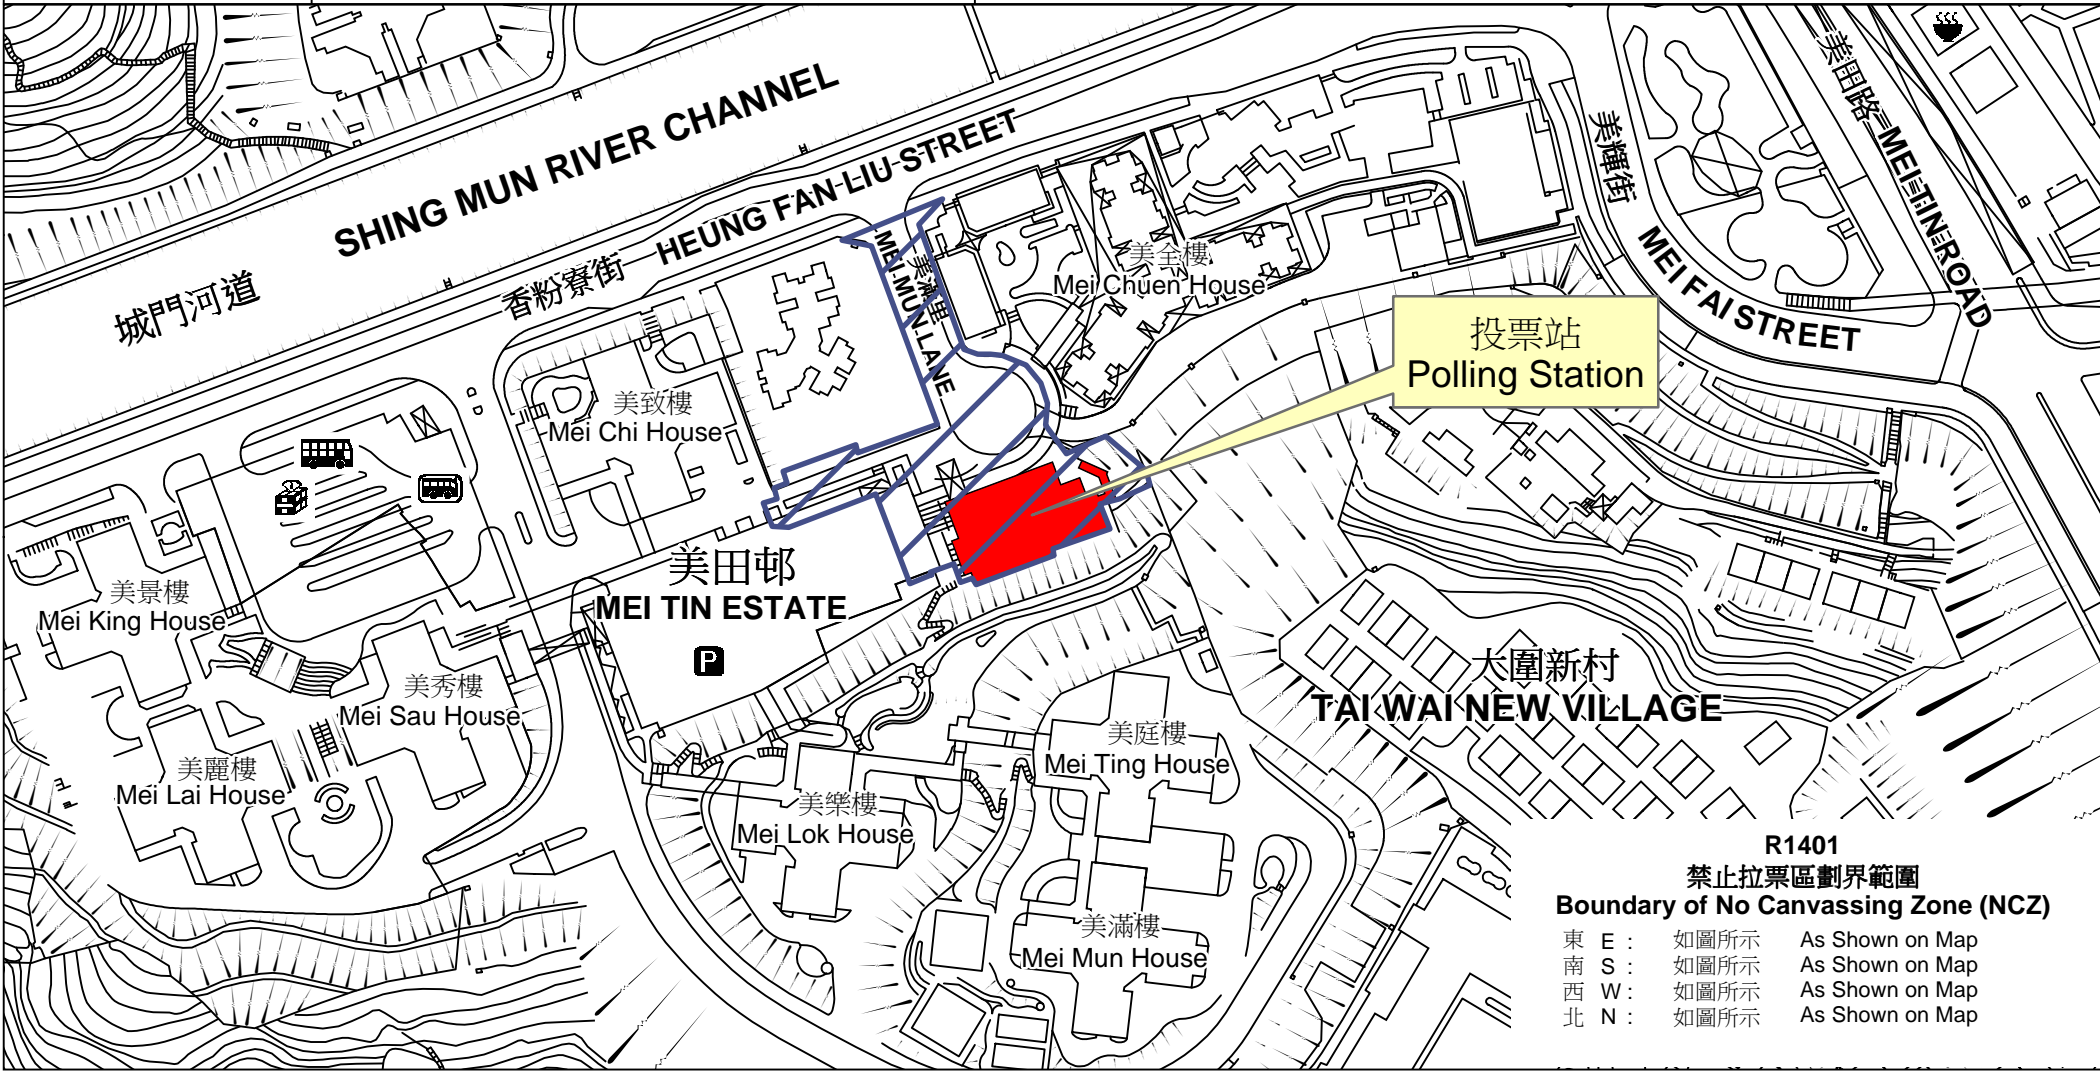 SHING MUN RIVER CHANNEL
城門河道
香粉寮街 HEUNG FAN LIU STREET
美滿里
MEI MUN LANE
美全樓
Mei Chuen House
美輝街
MEI FAI STREET
美田路 MEI TIN ROAD
投票站
Polling Station
美致樓
Mei Chi House
美田邨
MEI TIN ESTATE
P
美景樓
Mei King House
美秀樓
Mei Sau House
美麗樓
Mei Lai House
美樂樓
Mei Lok House
美庭樓
Mei Ting House
美滿樓
Mei Mun House
大圍新村
TAI WAI NEW VILLAGE
R1401
禁止拉票區劃界範圍
Boundary of No Canvassing Zone (NCZ)
東 E : 如圖所示 As Shown on Map
南 S : 如圖所示 As Shown on Map
西 W : 如圖所示 As Shown on Map
北 N : 如圖所示 As Shown on Map